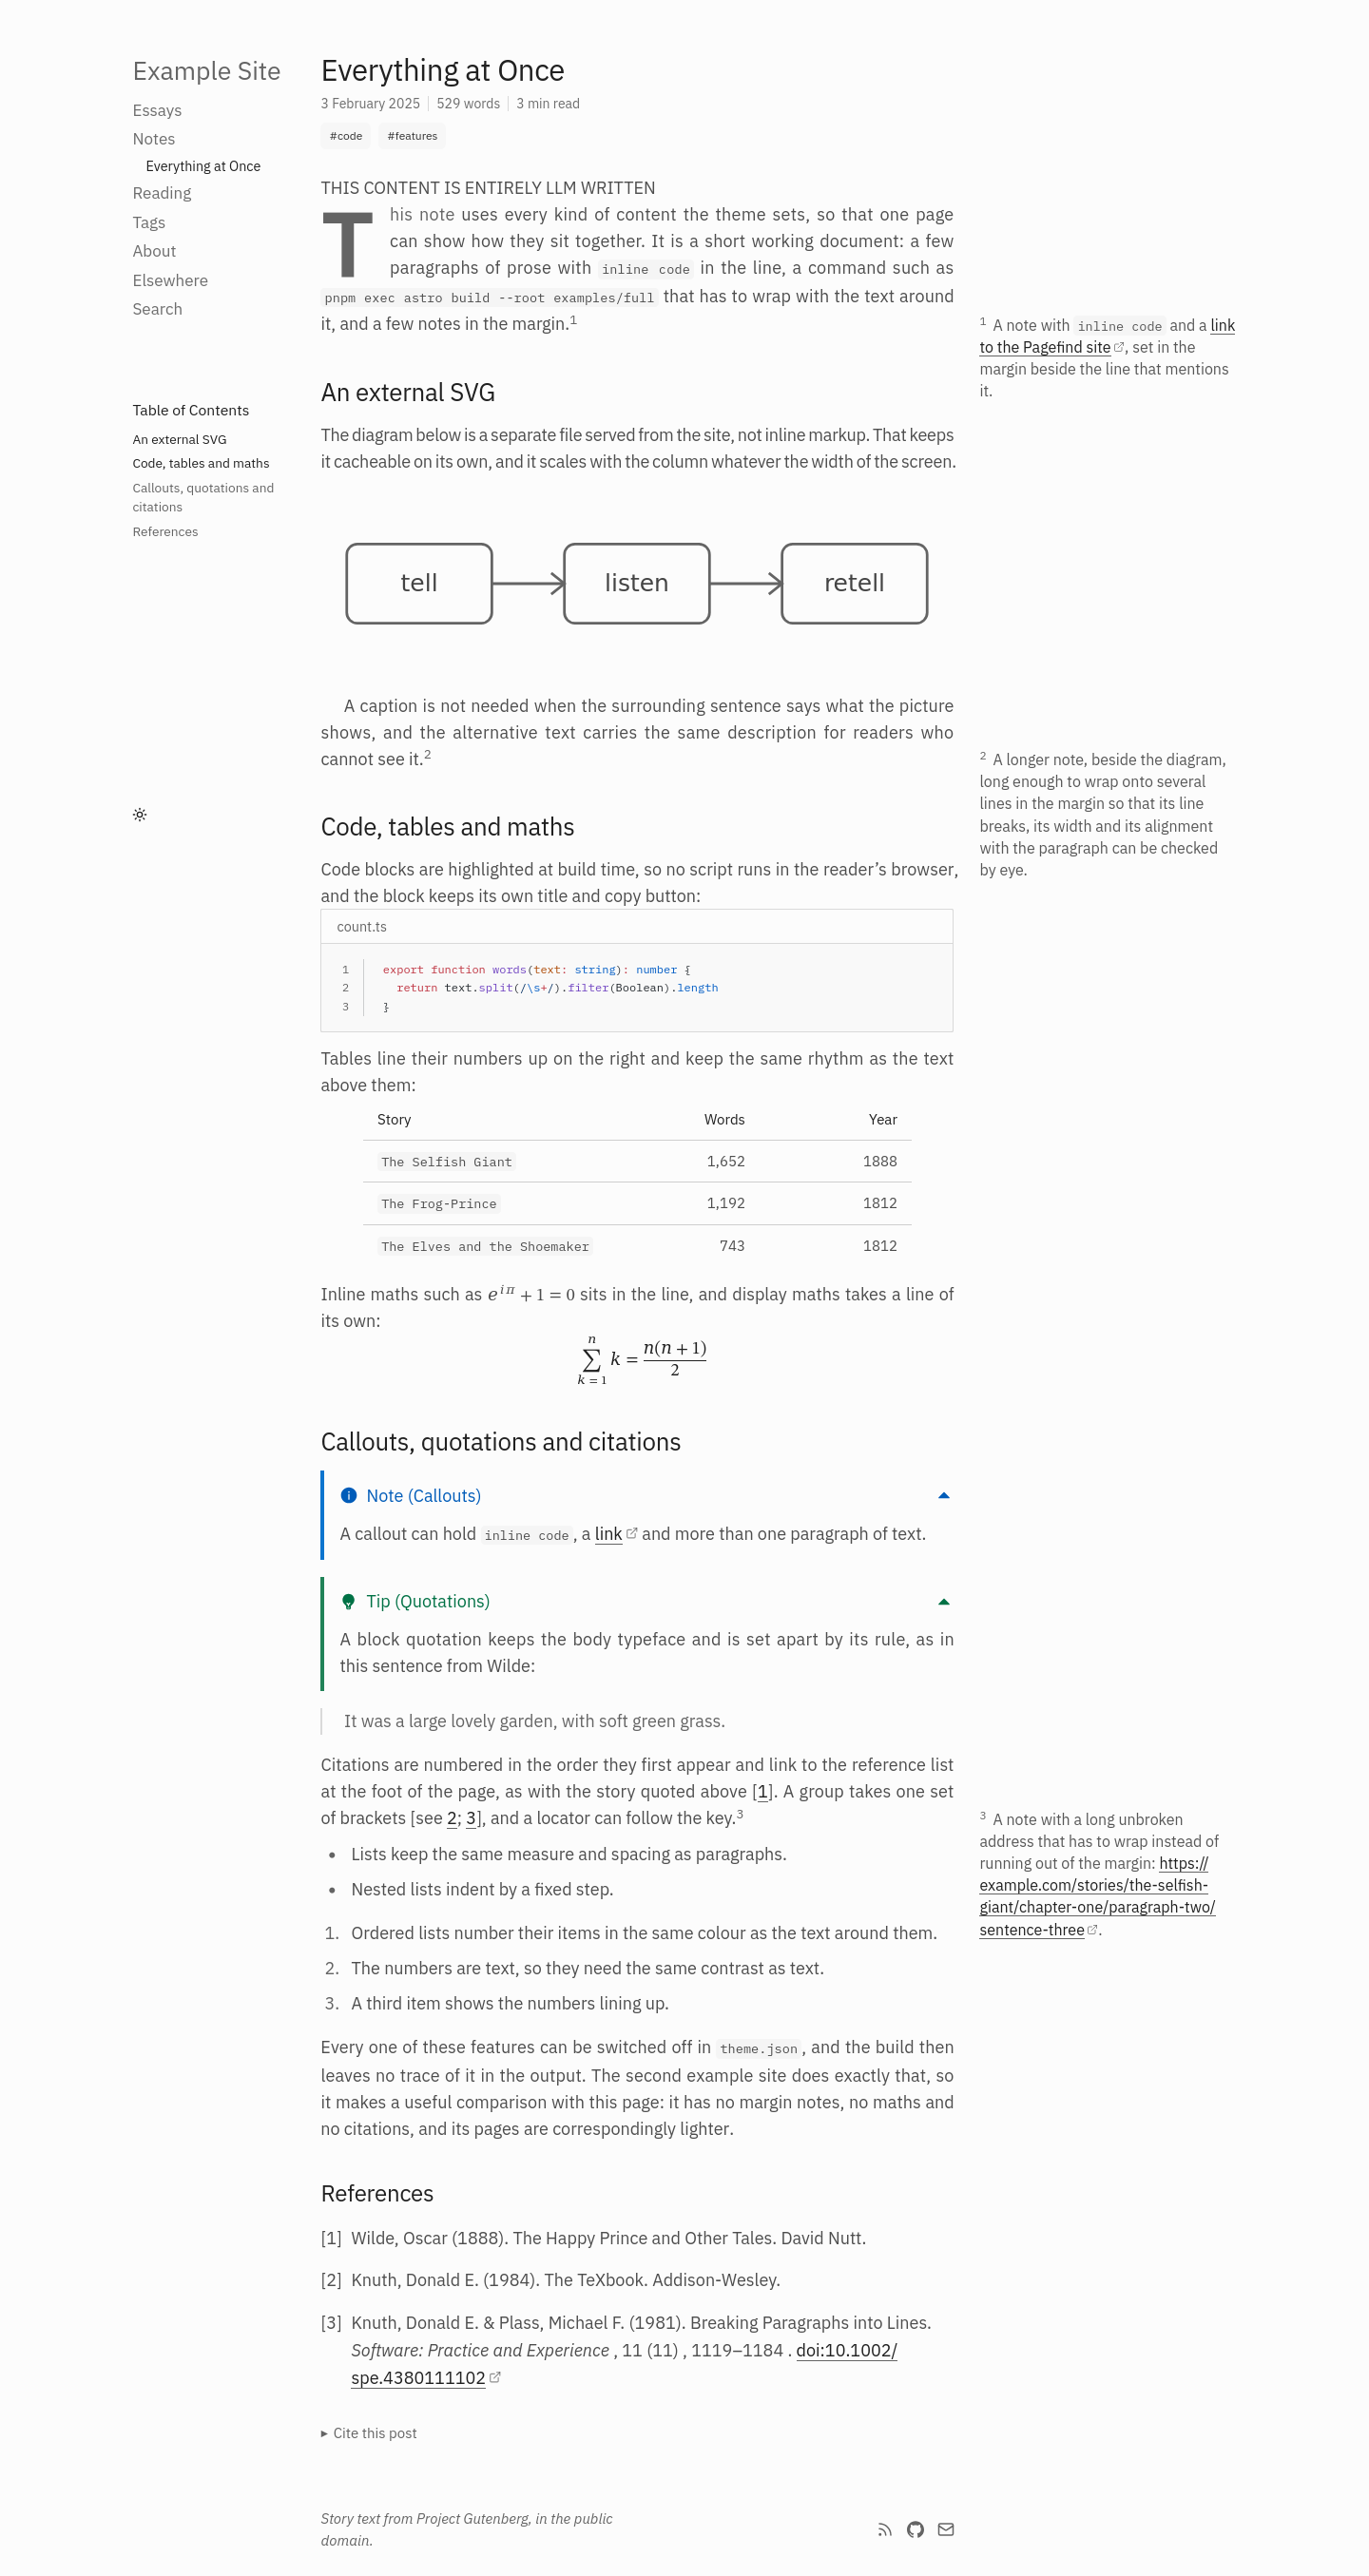 Example Site
Essays
Notes
Everything at Once
Reading
Tags
About
Elsewhere
Search
Table of Contents
An external SVG
Code, tables and maths
Callouts, quotations and
citations
References
Everything at Once
3 February 2025 529 words 3 min read
#code #features
THIS CONTENT IS ENTIRELY LLM WRITTEN
This note uses every kind of content the theme sets, so that one page
can show how they sit together. It is a short working document: a few
paragraphs of prose with inline code in the line, a command such as
pnpm exec astro build --root examples/full that has to wrap with the text around
it, and a few notes in the margin.1
1 A note with inline code and a link
to the Pagefind site, set in the
margin beside the line that mentions
it.
An external SVG
The diagram below is a separate file served from the site, not inline markup. That keeps
it cacheable on its own, and it scales with the column whatever the width of the screen.
tell listen retell
A caption is not needed when the surrounding sentence says what the picture
shows, and the alternative text carries the same description for readers who
cannot see it.2
2 A longer note, beside the diagram,
long enough to wrap onto several
lines in the margin so that its line
breaks, its width and its alignment
with the paragraph can be checked
by eye.
Code, tables and maths
Code blocks are highlighted at build time, so no script runs in the reader’s browser,
and the block keeps its own title and copy button:
count.ts
1 export function words(text: string): number {
2   return text.split(/\s+/).filter(Boolean).length
3 }
Tables line their numbers up on the right and keep the same rhythm as the text
above them:
Story Words Year
The Selfish Giant 1,652 1888
The Frog-Prince 1,192 1812
The Elves and the Shoemaker 743 1812
Inline maths such as e^{iπ} + 1 = 0 sits in the line, and display maths takes a line of
its own:
n
∑ k = n(n + 1)
k = 1 2
Callouts, quotations and citations
Note (Callouts)
A callout can hold inline code, a link and more than one paragraph of text.
Tip (Quotations)
A block quotation keeps the body typeface and is set apart by its rule, as in
this sentence from Wilde:
It was a large lovely garden, with soft green grass.
Citations are numbered in the order they first appear and link to the reference list
at the foot of the page, as with the story quoted above [1]. A group takes one set
of brackets [see 2; 3], and a locator can follow the key.3
3 A note with a long unbroken
address that has to wrap instead of
running out of the margin: https://
example.com/stories/the-selfish-
giant/chapter-one/paragraph-two/
sentence-three.
• Lists keep the same measure and spacing as paragraphs.
• Nested lists indent by a fixed step.
1. Ordered lists number their items in the same colour as the text around them.
2. The numbers are text, so they need the same contrast as text.
3. A third item shows the numbers lining up.
Every one of these features can be switched off in theme.json, and the build then
leaves no trace of it in the output. The second example site does exactly that, so
it makes a useful comparison with this page: it has no margin notes, no maths and
no citations, and its pages are correspondingly lighter.
References
[1] Wilde, Oscar (1888). The Happy Prince and Other Tales. David Nutt.
[2] Knuth, Donald E. (1984). The TeXbook. Addison-Wesley.
[3] Knuth, Donald E. & Plass, Michael F. (1981). Breaking Paragraphs into Lines.
Software: Practice and Experience , 11 (11) , 1119–1184 . doi:10.1002/
spe.4380111102
▸ Cite this post
Story text from Project Gutenberg, in the public
domain.